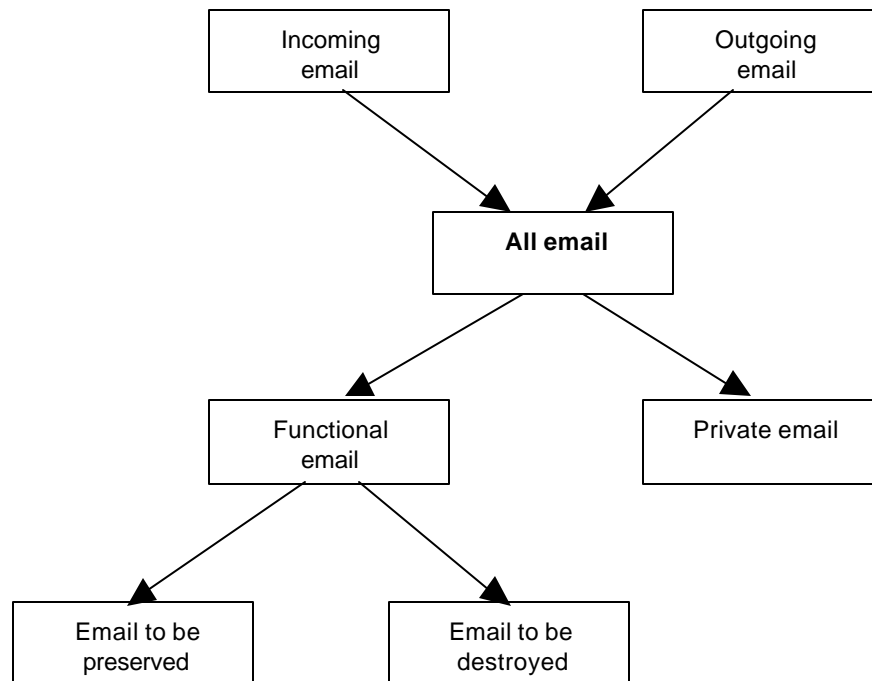 Incoming
email
Outgoing
email
All email
Functional
email
Private email
Email to be
preserved
Email to be
destroyed